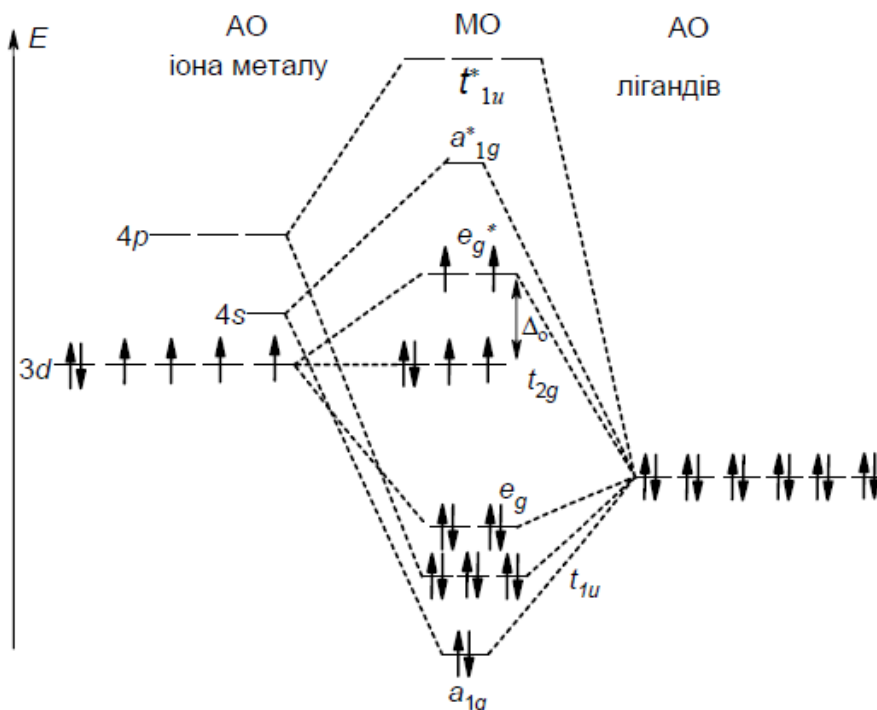 E
АО
іона металу
МО
АО
лігандів
t*1u
a*1g
4p
eg*
4s
Δo
3d
t2g
eg
t1u
a1g